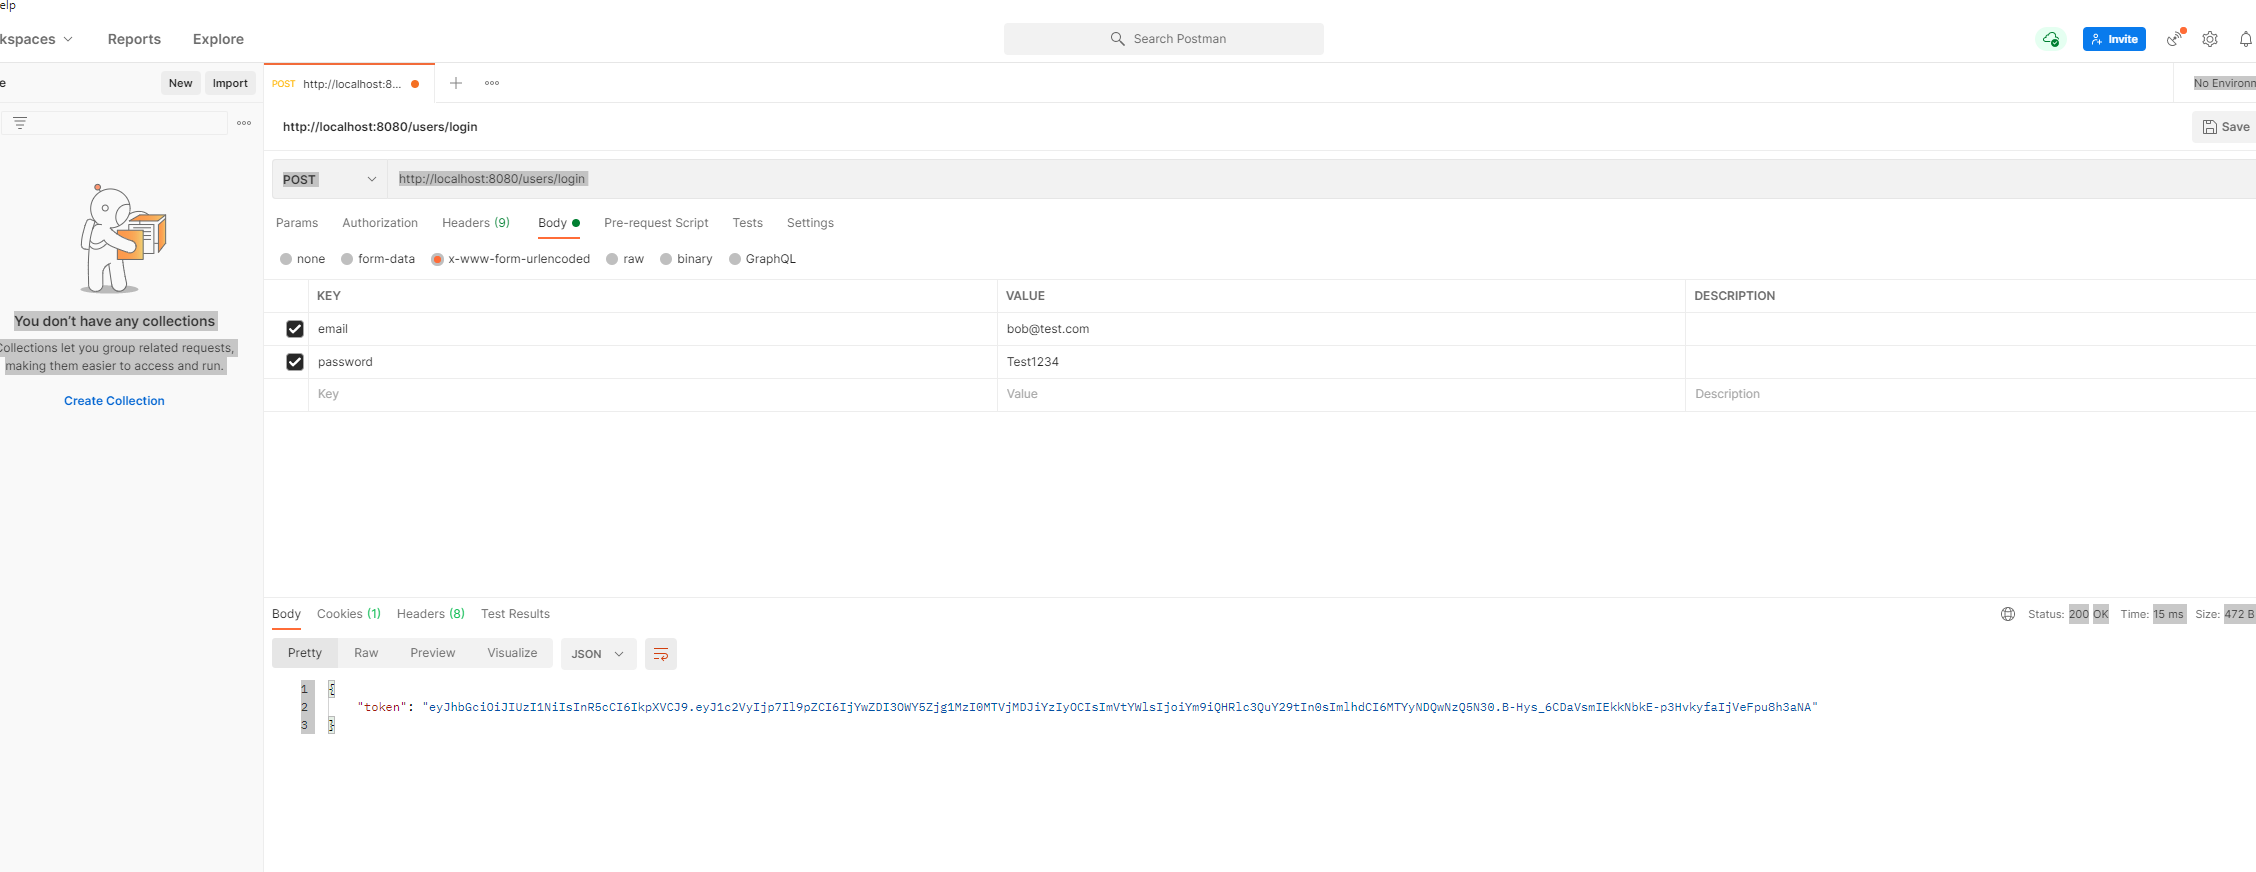 elp
kspaces Reports Explore Search Postman Invite
e New Import POST http://localhost:8... No Environm
http://localhost:8080/users/login Save
POST http://localhost:8080/users/login
Params Authorization Headers (9) Body Pre-request Script Tests Settings
none form-data x-www-form-urlencoded raw binary GraphQL
KEY VALUE DESCRIPTION
email bob@test.com
password Test1234
Key Value Description
You don't have any collections
Collections let you group related requests,
making them easier to access and run.
Create Collection
Body Cookies (1) Headers (8) Test Results Status: 200 OK Time: 15 ms Size: 472 B
Pretty Raw Preview Visualize JSON
1 {
2 "token": "eyJhbGciOiJIUzI1NiIsInR5cCI6IkpXVCJ9.eyJ1c2VyIjp7Il9pZCI6IjYwZDI3OWY5Zjg1MzI0MTVjMDJiYzIyOCIsImVtYWlsIjoiYm9iQHRlc3QuY29tIn0sImlhdCI6MTYyNDQwNzQ5N30.B-Hys_6CDaVsmIEkkNbkE-p3HvkyfaIjVeFpu8h3aNA"
3 }